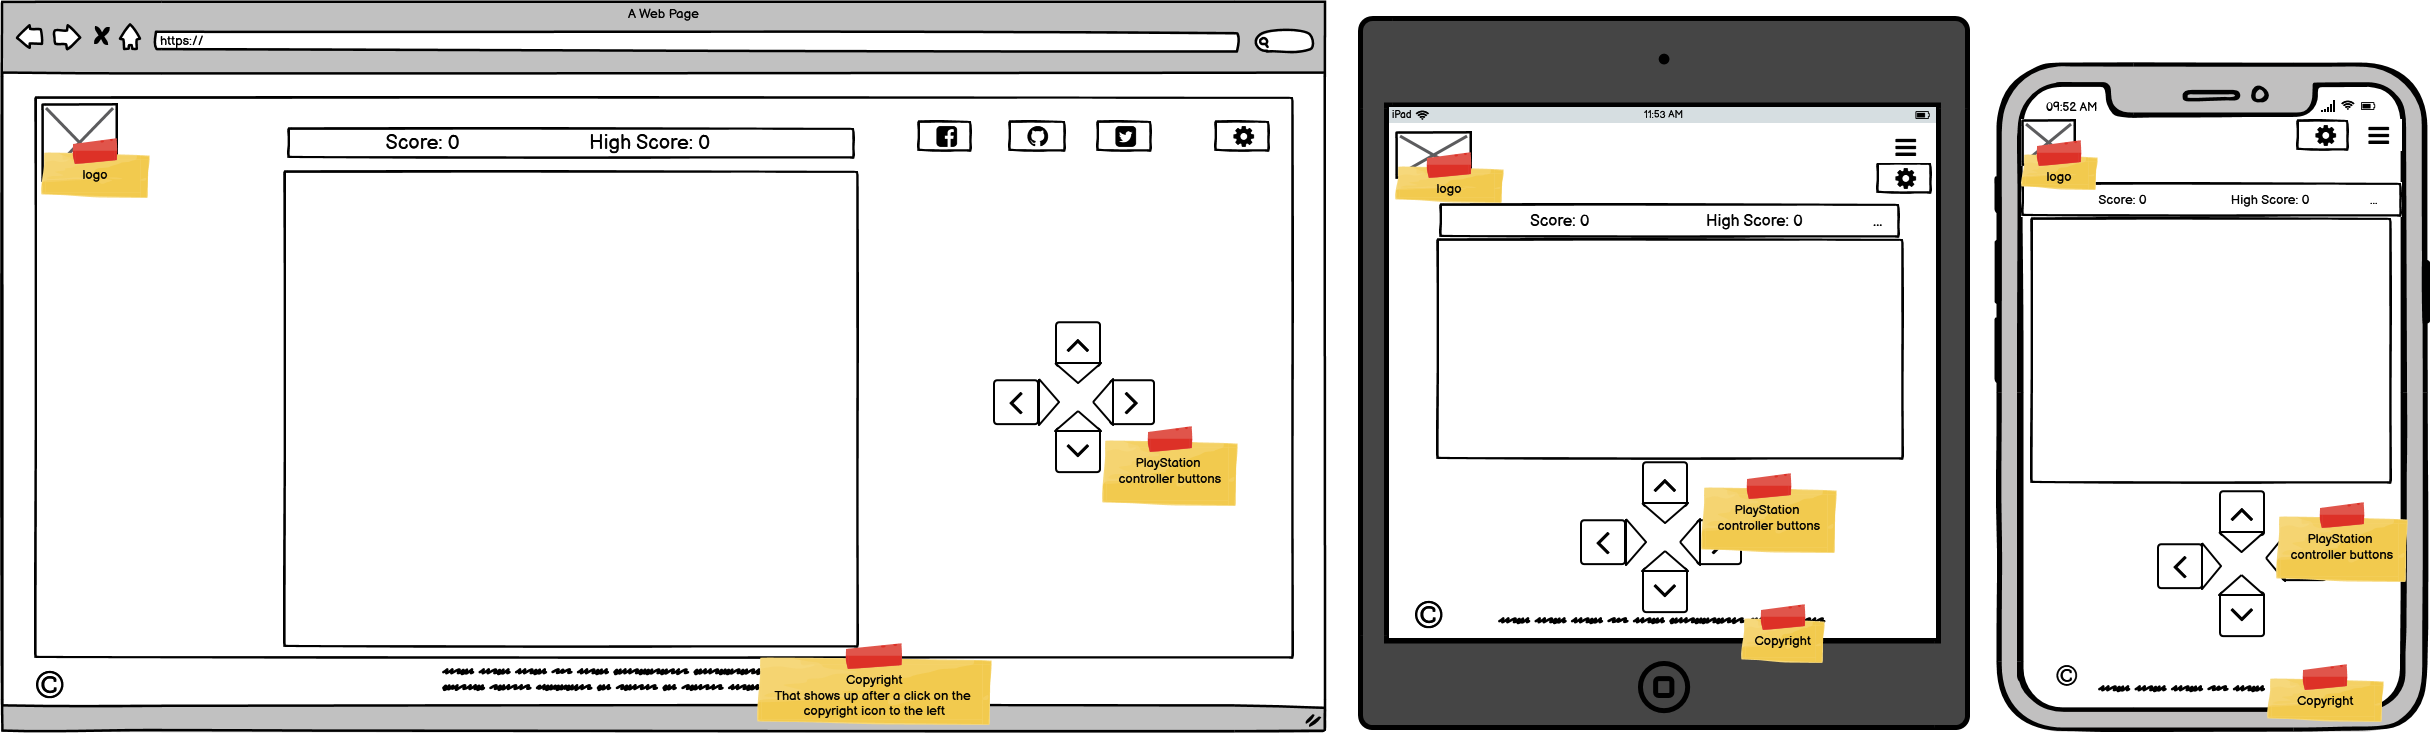 A Web Page
https://
logo
Score: 0 High Score: 0
PlayStation
controller buttons
©
Copyright
That shows up after a click on the
copyright icon to the left
iPad 11:53 AM
logo
Score: 0 High Score: 0 ...
PlayStation
controller buttons
©
Copyright
09:52 AM
logo
Score: 0 High Score: 0 ...
PlayStation
controller buttons
©
Copyright